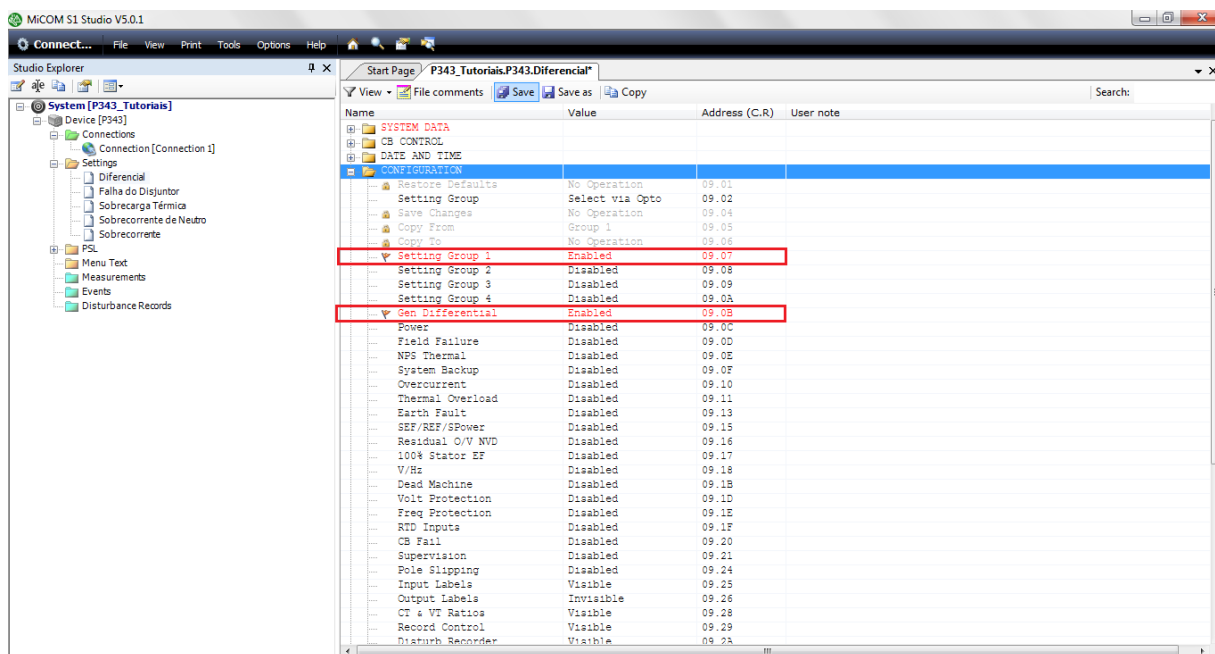 MiCOM S1 Studio V5.0.1
Connect... File View Print Tools Options Help
Studio Explorer
System [P343_Tutoriais]
Device [P343]
Connections
Connection [Connection 1]
Settings
Diferencial
Falha do Disjuntor
Sobrecarga Térmica
Sobrecorrente de Neutro
Sobrecorrente
PSL
Menu Text
Measurements
Events
Disturbance Records
Start Page P343_Tutoriais.P343.Diferencial*
View File comments Save Save as Copy Search:
Name Value Address (C.R) User note
SYSTEM DATA
CB CONTROL
DATE AND TIME
CONFIGURATION
Restore Defaults No Operation 09.01
Setting Group Select via Opto 09.02
Save Changes No Operation 09.04
Copy From Group 1 09.05
Copy To No Operation 09.06
Setting Group 1 Enabled 09.07
Setting Group 2 Disabled 09.08
Setting Group 3 Disabled 09.09
Setting Group 4 Disabled 09.0A
Gen Differential Enabled 09.0B
Power Disabled 09.0C
Field Failure Disabled 09.0D
NPS Thermal Disabled 09.0E
System Backup Disabled 09.0F
Overcurrent Disabled 09.10
Thermal Overload Disabled 09.11
Earth Fault Disabled 09.13
SEF/REF/SPower Disabled 09.15
Residual O/V NVD Disabled 09.16
100% Stator EF Disabled 09.17
V/Hz Disabled 09.18
Dead Machine Disabled 09.1B
Volt Protection Disabled 09.1D
Freq Protection Disabled 09.1E
RTD Inputs Disabled 09.1F
CB Fail Disabled 09.20
Supervision Disabled 09.21
Pole Slipping Disabled 09.24
Input Labels Visible 09.25
Output Labels Invisible 09.26
CT & VT Ratios Visible 09.28
Record Control Visible 09.29
Disturb Recorder Visible 09.2A